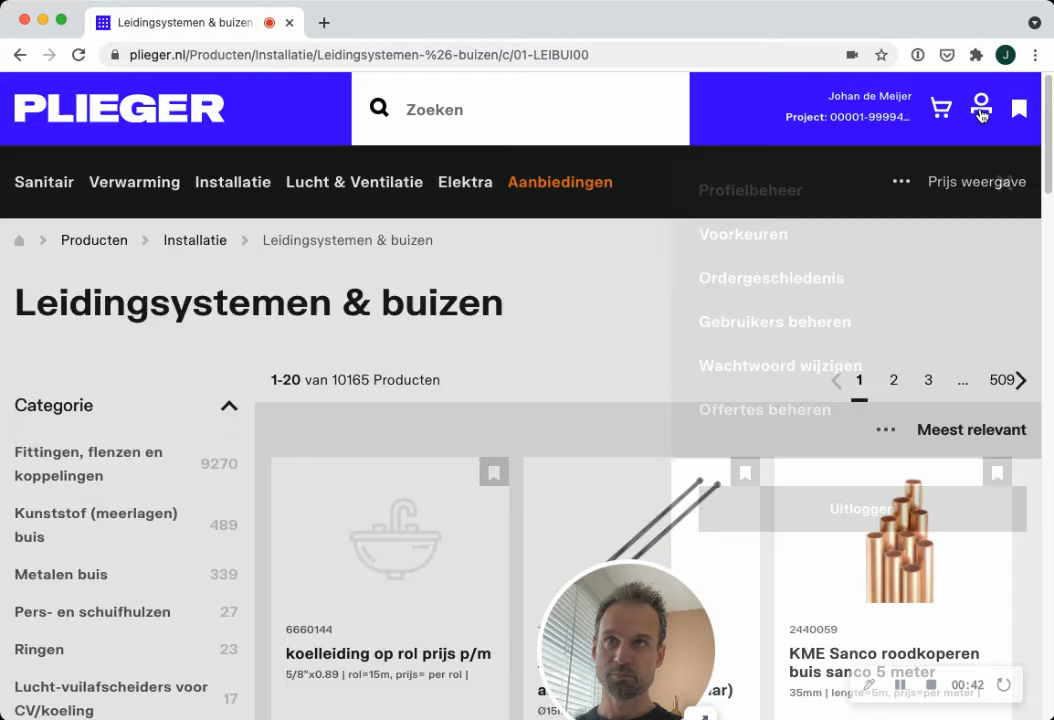 Leidingsysteemen & buizen
plieger.nl/Producten/Installatie/Leidingsystemen-%26-buizen/c/01-LEIBUI00
J
PLIEGER
Zoeken
Johan de Meijer
Project: 00001-99994...
Sanitair Verwarming Installatie Lucht & Ventilatie Elektra Aanbiedingen
Prijs weergave
Profielbeheer
Voorkeuren
Ordergeschiedenis
Gebruikers beheren
Wachtwoord wijzigen
Offertes beheren
Uitloggen
Producten Installatie Leidingsystemen & buizen
Leidingsystemen & buizen
1-20 van 10165 Producten
1 2 3 ... 509
Meest relevant
Categorie
Fittingen, flenzen en
koppelingen 9270
Kunststof (meerlagen)
buis 489
Metalen buis 339
Pers- en schuifhulzen 27
Ringen 23
Lucht-vuilafscheiders voor
CV/koeling 17
6660144
koelleiding op rol prijs p/m
5/8"x0.89 | rol=15m, prijs= per rol |
2440059
KME Sanco roodkoperen
buis sanco 5 meter
35mm | lengte=5m, prijs=per meter |
00:42